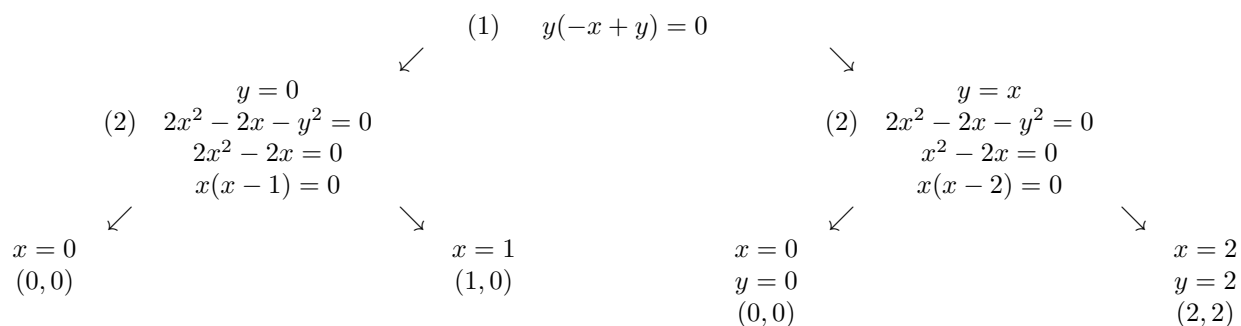 (1) y(−x + y) = 0
↙ ↘
y = 0
(2) 2x² − 2x − y² = 0
2x² − 2x = 0
x(x − 1) = 0
↙ ↘
x = 0
(0, 0)
x = 1
(1, 0)
y = x
(2) 2x² − 2x − y² = 0
x² − 2x = 0
x(x − 2) = 0
↙ ↘
x = 0
y = 0
(0, 0)
x = 2
y = 2
(2, 2)